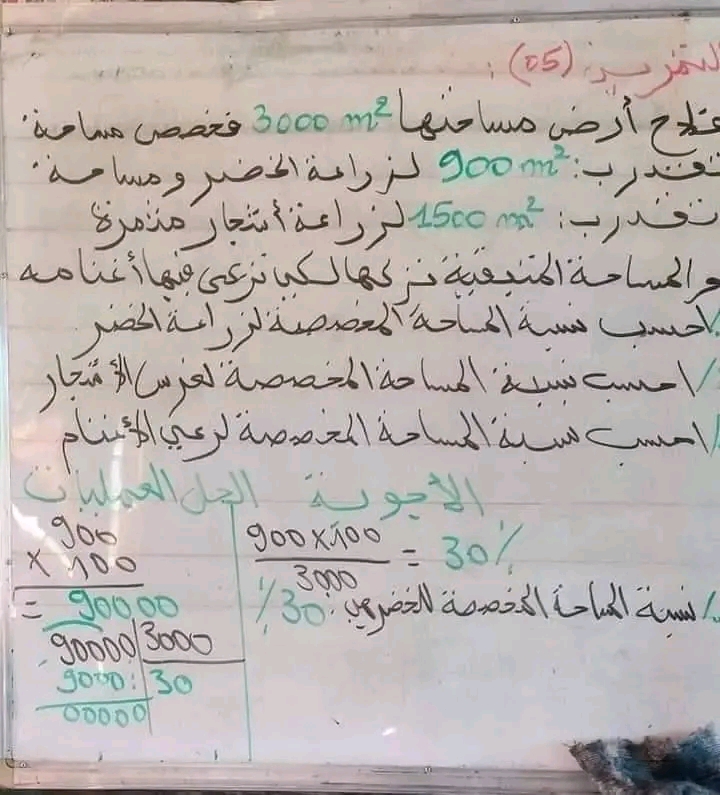 التمرين (05) :
فلاح أرض مساحتها 3000 m² فخصص مساحة
تقدر ب: 900 m² لزراعة الخضر ومساحة
تقدر ب: 1500 m² لزراعة أشجار مثمرة
والمساحة المتبقية تركها لكي ترعى فيها أغنامه
/احسب نسبة المساحة المخصصة لزراعة الخضر
/احسب نسبة المساحة المخصصة لغرس الأشجار
/احسب نسبة المساحة المخصصة لرعي الأغنام
الأجوبة الحل العمليات
900×100 / 3000 = 30%
/نسبة المساحة المخصصة للخضر هي: 30%
900
× 100
= 90000
90000 | 3000
9000 | 30
00000